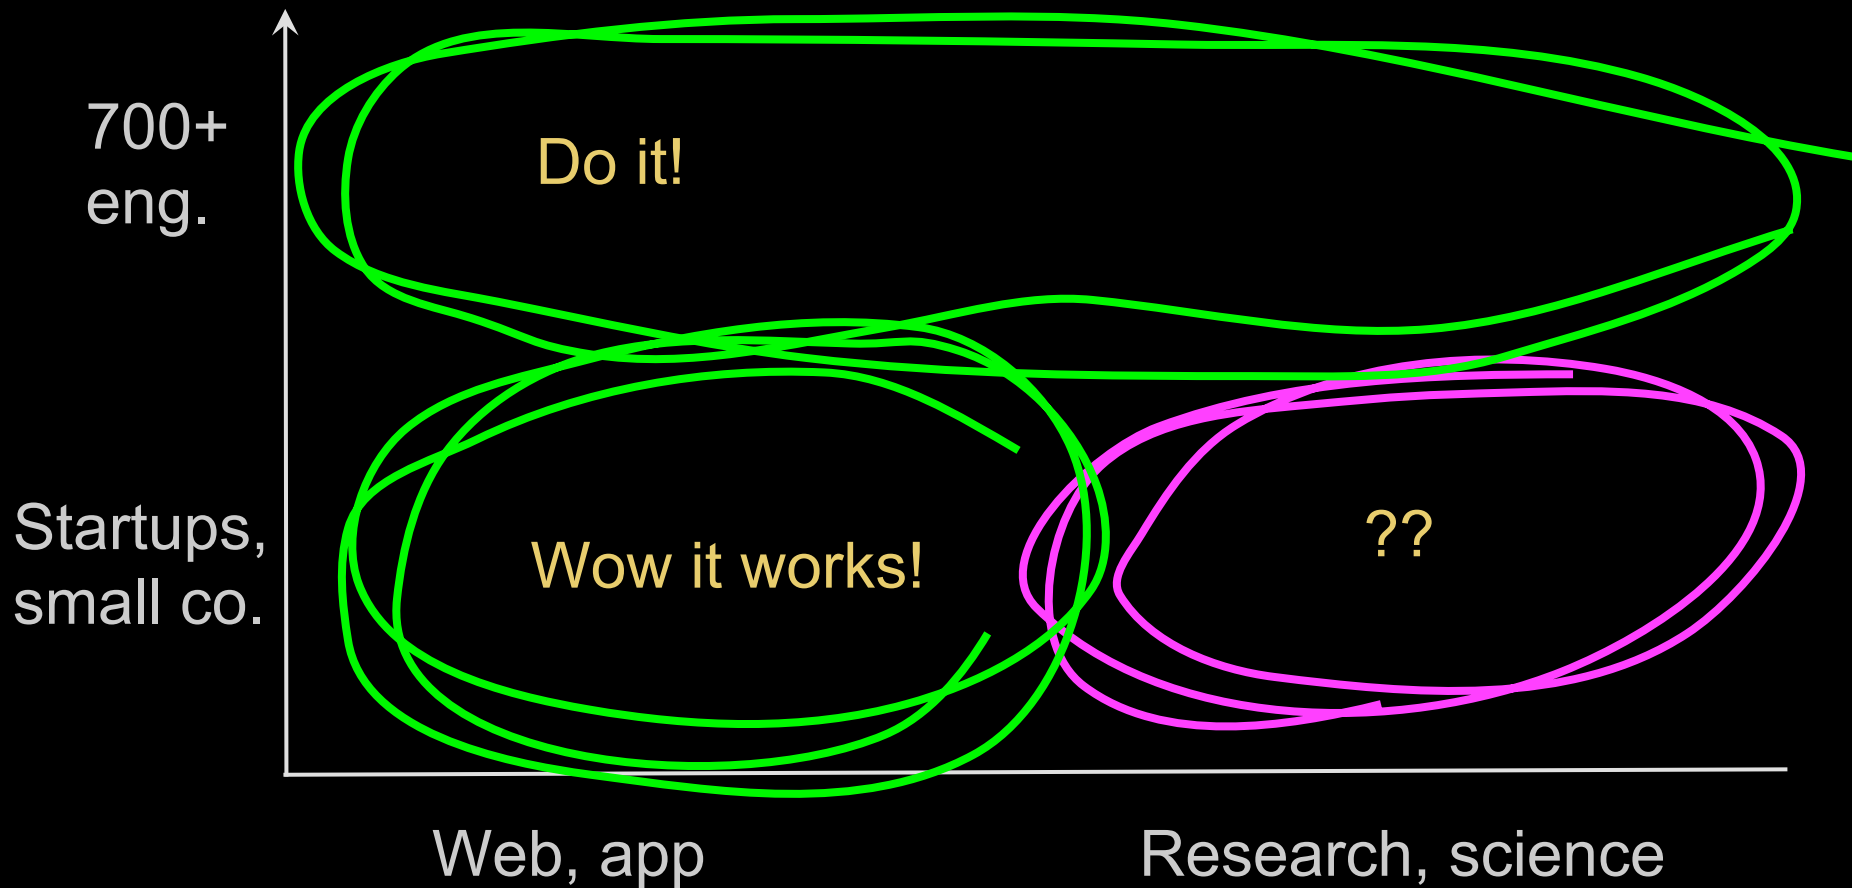 700+
eng.
Do it!
Startups,
small co.
Wow it works!
??
Web, app
Research, science